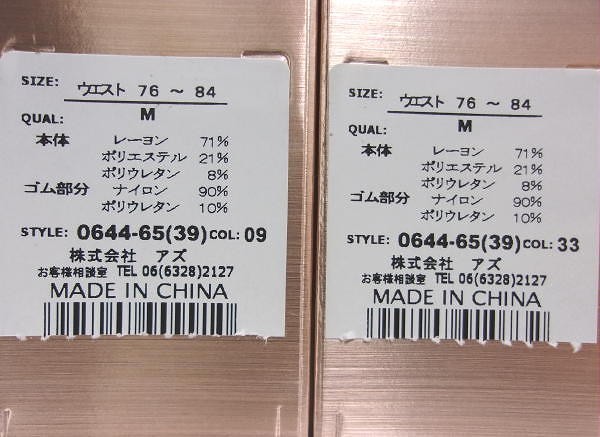 SIZE: ウエスト 76 ～ 84
M
QUAL:
本体 レーヨン 71%
ポリエステル 21%
ポリウレタン 8%
ゴム部分 ナイロン 90%
ポリウレタン 10%
STYLE: 0644-65(39) COL: 09
株式会社 アズ
お客様相談室 TEL 06(6328)2127
MADE IN CHINA
SIZE: ウエスト 76 ～ 84
M
QUAL:
本体 レーヨン 71%
ポリエステル 21%
ポリウレタン 8%
ゴム部分 ナイロン 90%
ポリウレタン 10%
STYLE: 0644-65(39) COL: 33
株式会社 アズ
お客様相談室 TEL 06(6328)2127
MADE IN CHINA